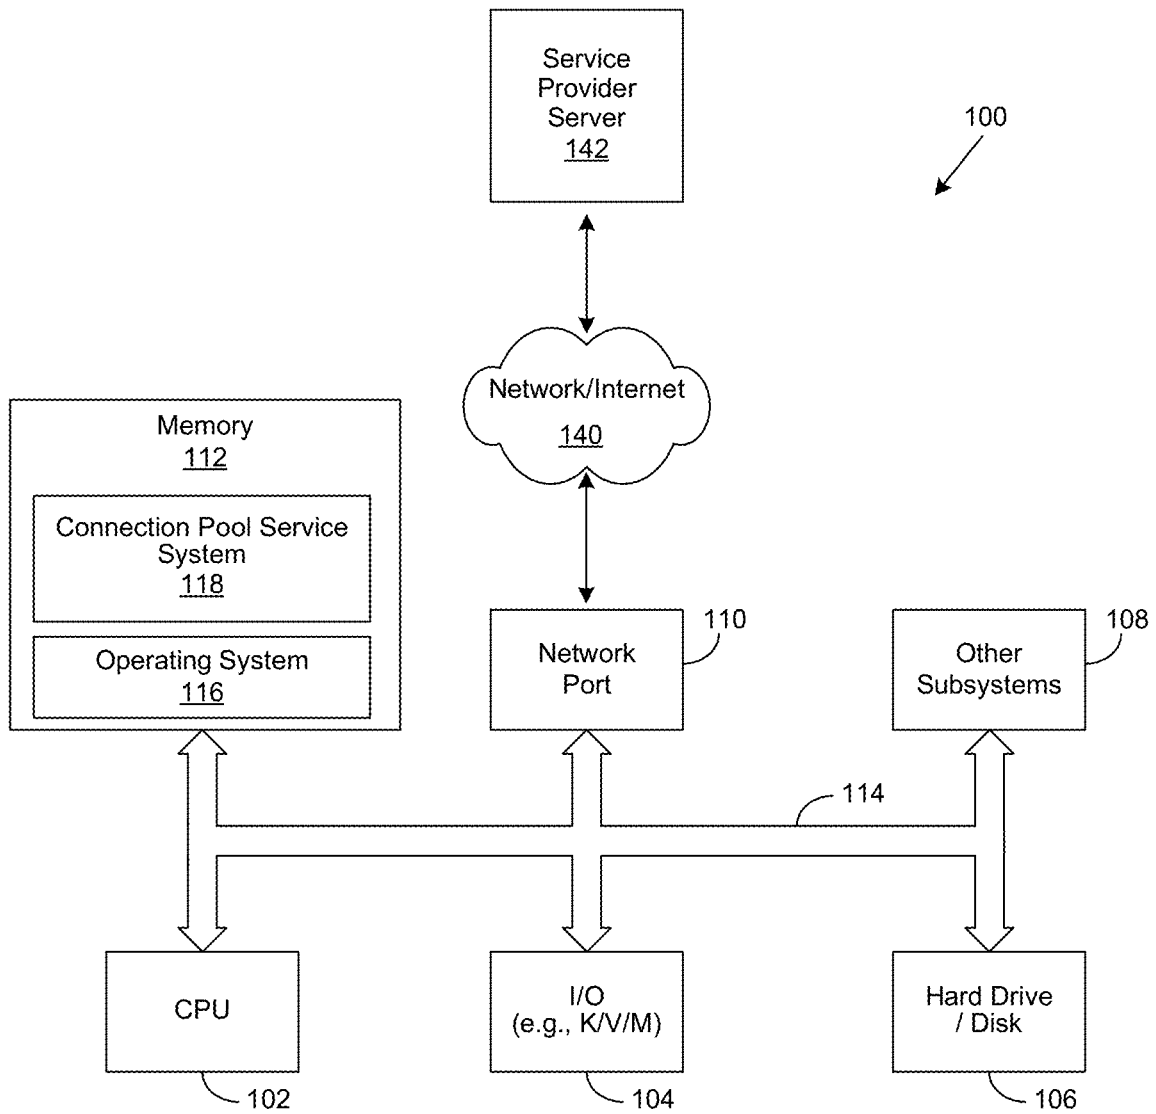 Service
Provider
Server
142
100
Network/Internet
140
Memory
112
Connection Pool Service
System
118
Operating System
116
Network
Port
110
Other
Subsystems
108
114
CPU
102
I/O
(e.g., K/V/M)
104
Hard Drive
/ Disk
106